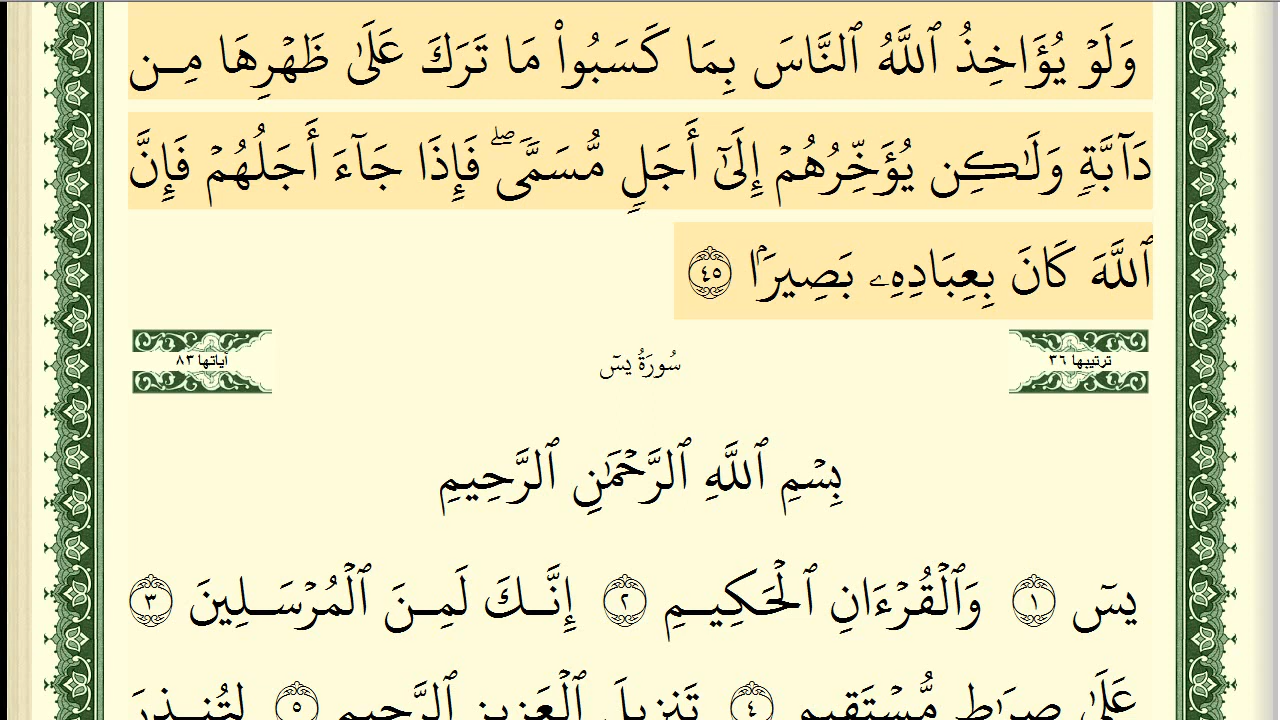 وَلَوْ يُؤَاخِذُ ٱللَّهُ ٱلنَّاسَ بِمَا كَسَبُوا۟ مَا تَرَكَ عَلَىٰ ظَهْرِهَا مِن
دَآبَّةٍۢ وَلَـٰكِن يُؤَخِّرُهُمْ إِلَىٰٓ أَجَلٍۢ مُّسَمًّۭى ۖ فَإِذَا جَآءَ أَجَلُهُمْ فَإِنَّ
ٱللَّهَ كَانَ بِعِبَادِهِۦ بَصِيرًۢا ٤٥
ترتيبها ٣٦ سُورَةُ يسٓ آياتها ٨٣
بِسْمِ ٱللَّهِ ٱلرَّحْمَـٰنِ ٱلرَّحِيمِ
يسٓ ١ وَٱلْقُرْءَانِ ٱلْحَكِيمِ ٢ إِنَّكَ لَمِنَ ٱلْمُرْسَلِينَ ٣
عَلَىٰ صِرَٰطٍۢ مُّسْتَقِيمٍۢ ٤ تَنزِيلَ ٱلْعَزِيزِ ٱلرَّحِيمِ ٥ لِتُنذِرَ